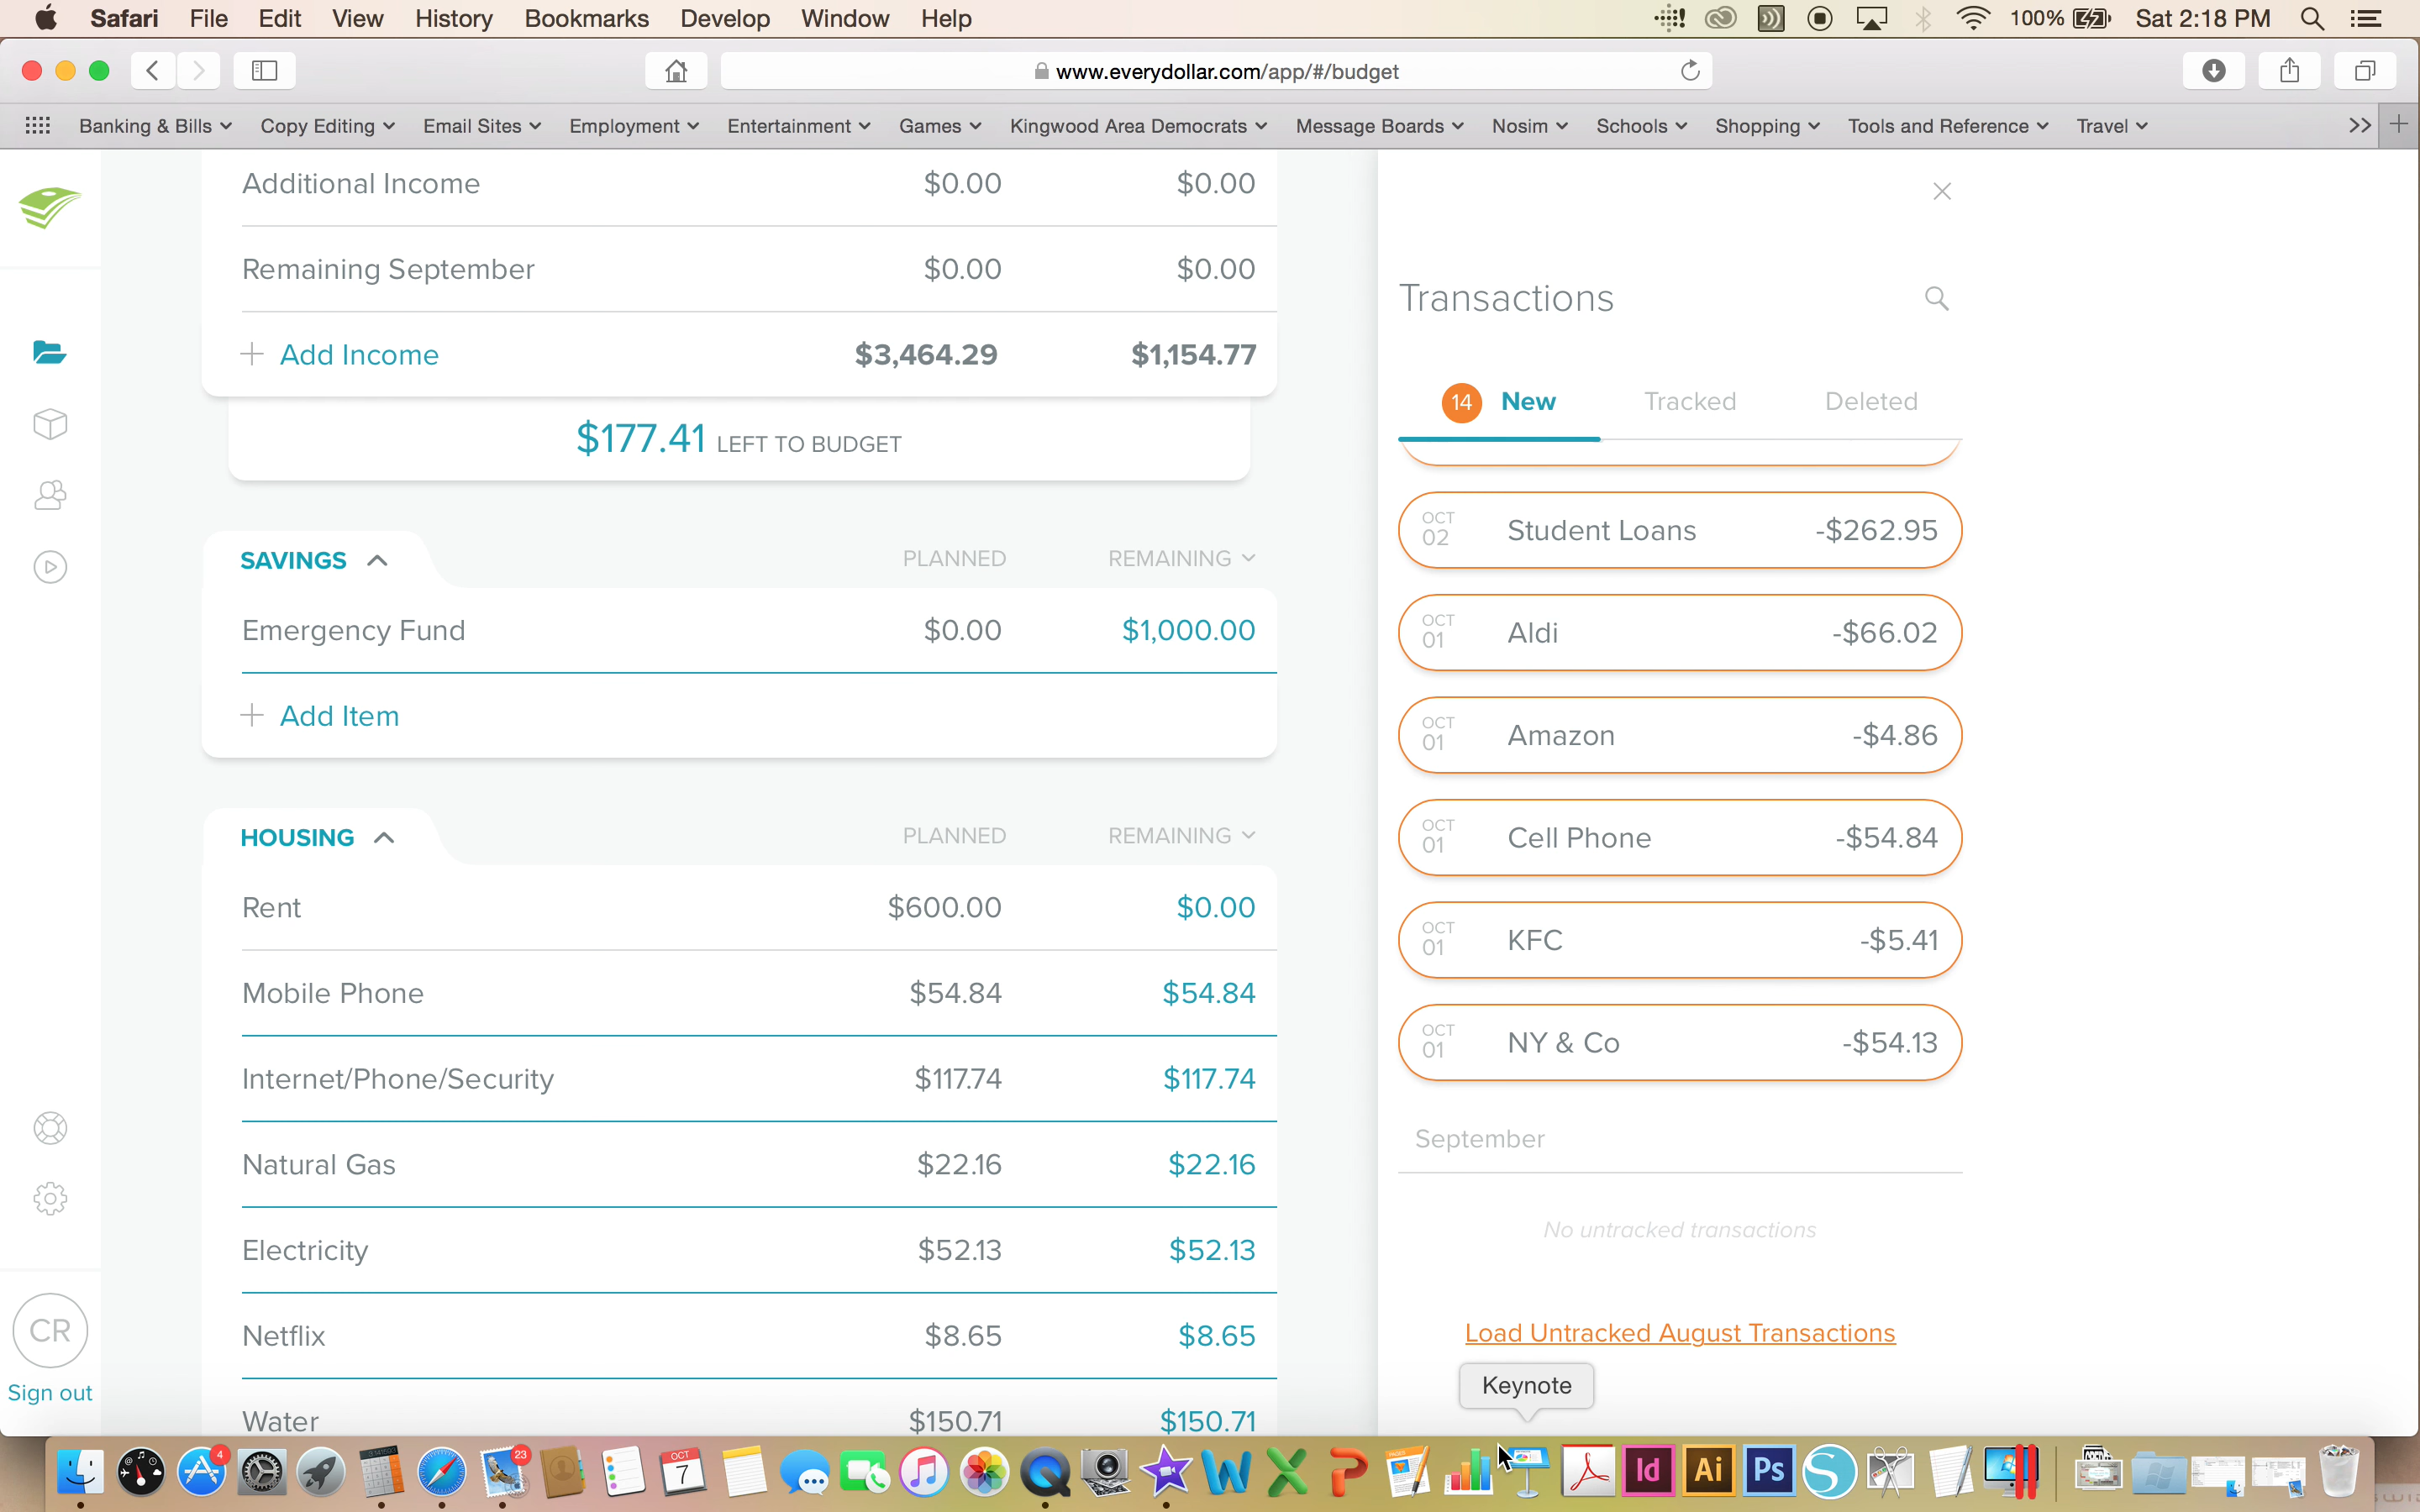 Safari File Edit View History Bookmarks Develop Window Help 100% Sat 2:18 PM
www.everydollar.com/app/#/budget
Banking & Bills Copy Editing Email Sites Employment Entertainment Games Kingwood Area Democrats Message Boards Nosim Schools Shopping Tools and Reference Travel >> +
Additional Income $0.00 $0.00
Remaining September $0.00 $0.00
+ Add Income $3,464.29 $1,154.77
$177.41 LEFT TO BUDGET
SAVINGS PLANNED REMAINING
Emergency Fund $0.00 $1,000.00
+ Add Item
HOUSING PLANNED REMAINING
Rent $600.00 $0.00
Mobile Phone $54.84 $54.84
Internet/Phone/Security $117.74 $117.74
Natural Gas $22.16 $22.16
Electricity $52.13 $52.13
Netflix $8.65 $8.65
Water $150.71 $150.71
CR
Sign out
Transactions
14 New Tracked Deleted
OCT 02 Student Loans -$262.95
OCT 01 Aldi -$66.02
OCT 01 Amazon -$4.86
OCT 01 Cell Phone -$54.84
OCT 01 KFC -$5.41
OCT 01 NY & Co -$54.13
September
No untracked transactions
Load Untracked August Transactions
Keynote
4 23 OCT 7 Id Ai Ps